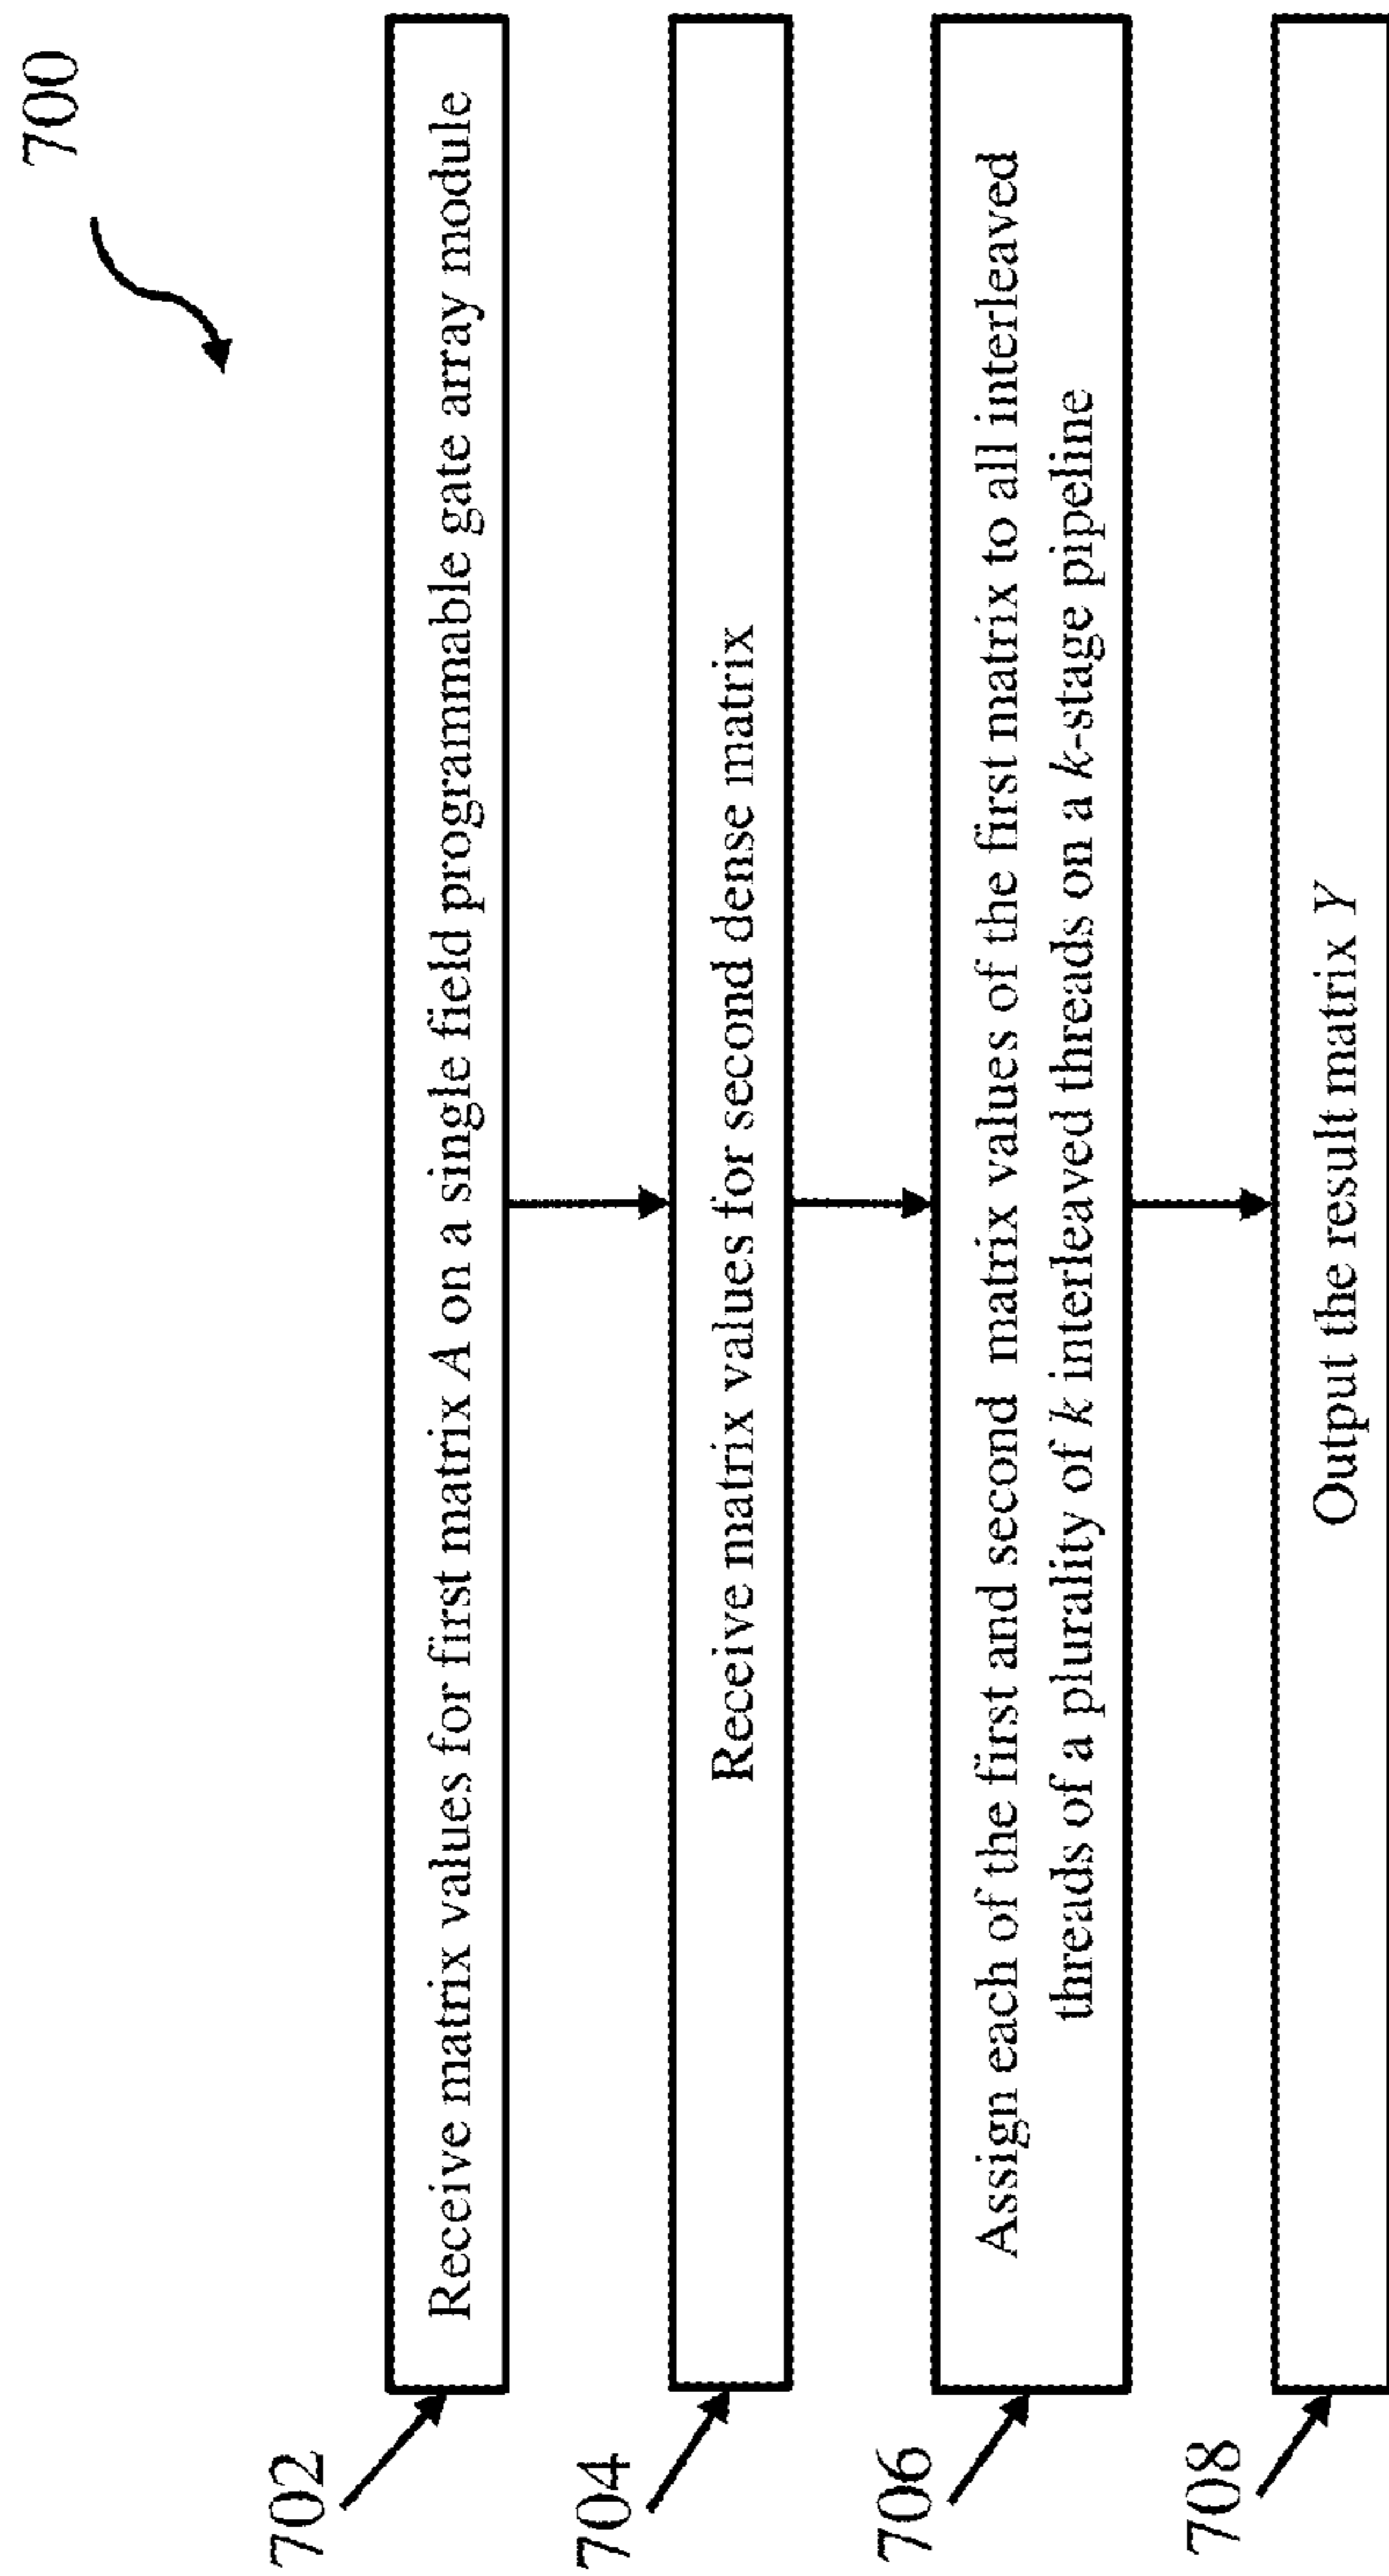 700
702
Receive matrix values for first matrix A on a single field programmable gate array module
704
Receive matrix values for second dense matrix
706
Assign each of the first and second matrix values of the first matrix to all interleaved
threads of a plurality of k interleaved threads on a k-stage pipeline
708
Output the result matrix Y